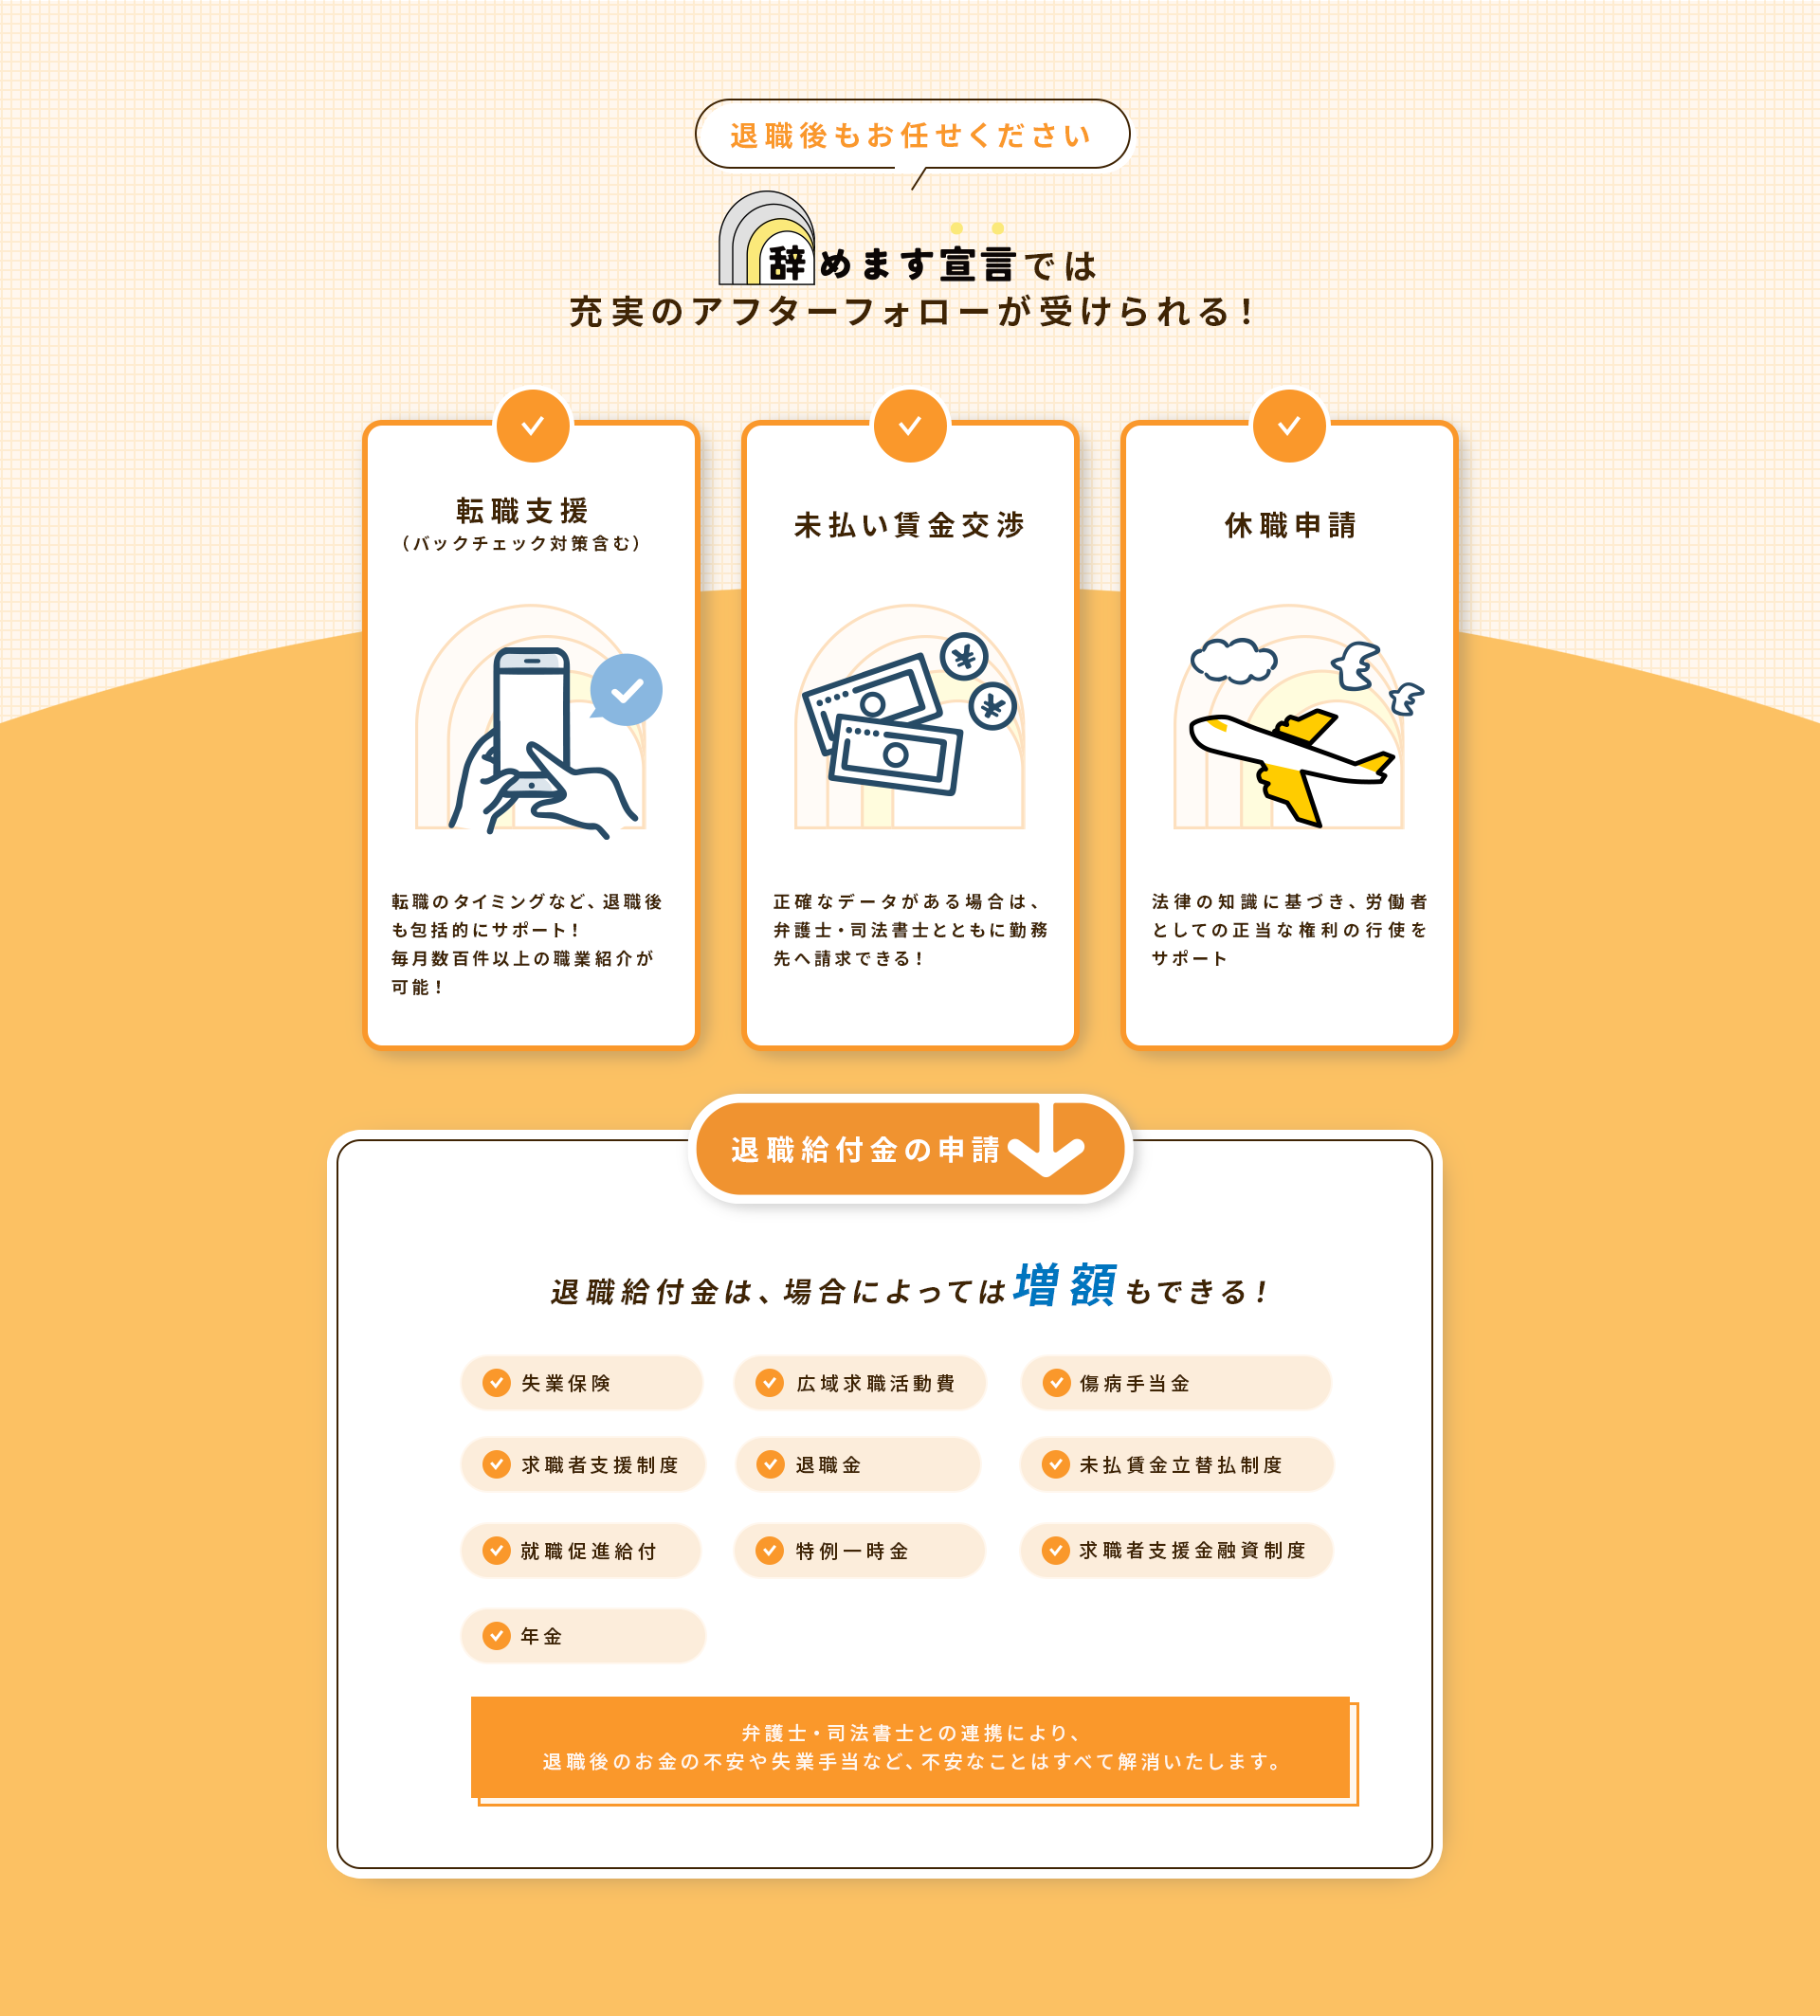 退職後もお任せください
辞めます宣言では
充実のアフターフォローが受けられる！
転職支援
（バックチェック対策含む）
転職のタイミングなど、退職後
も包括的にサポート！
毎月数百件以上の職業紹介が
可能！
未払い賃金交渉
¥
¥
正確なデータがある場合は、
弁護士・司法書士とともに勤務
先へ請求できる！
休職申請
法律の知識に基づき、労働者
としての正当な権利の行使を
サポート
退職給付金の申請
退職給付金は、場合によっては増額もできる！
失業保険
広域求職活動費
傷病手当金
求職者支援制度
退職金
未払賃金立替払制度
就職促進給付
特例一時金
求職者支援金融資制度
年金
弁護士・司法書士との連携により、
退職後のお金の不安や失業手当など、不安なことはすべて解消いたします。